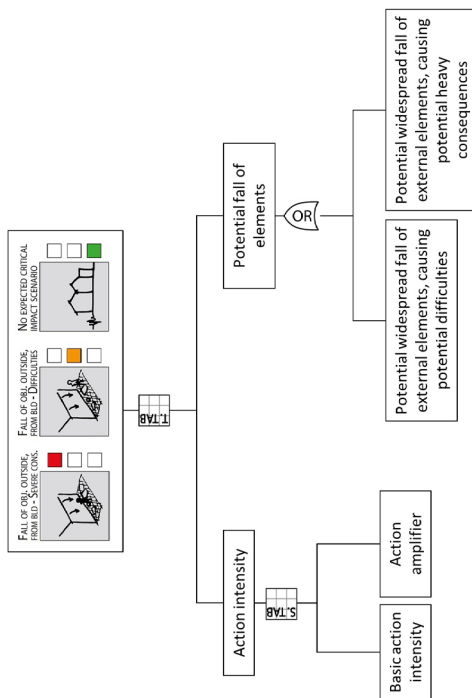 FALL OF OBJ. OUTSIDE,
FROM BLD - SEVERE CONS.
FALL OF OBJ. OUTSIDE,
FROM BLD - DIFFICULTIES
NO EXPECTED CRITICAL
IMPACT SCENARIO
T.TAB
Action intensity
Potential fall of
elements
S.TAB
OR
Basic action
intensity
Action
amplifier
Potential widespread fall of
external elements, causing
potential difficulties
Potential widespread fall of
external elements, causing
potential heavy
consequences